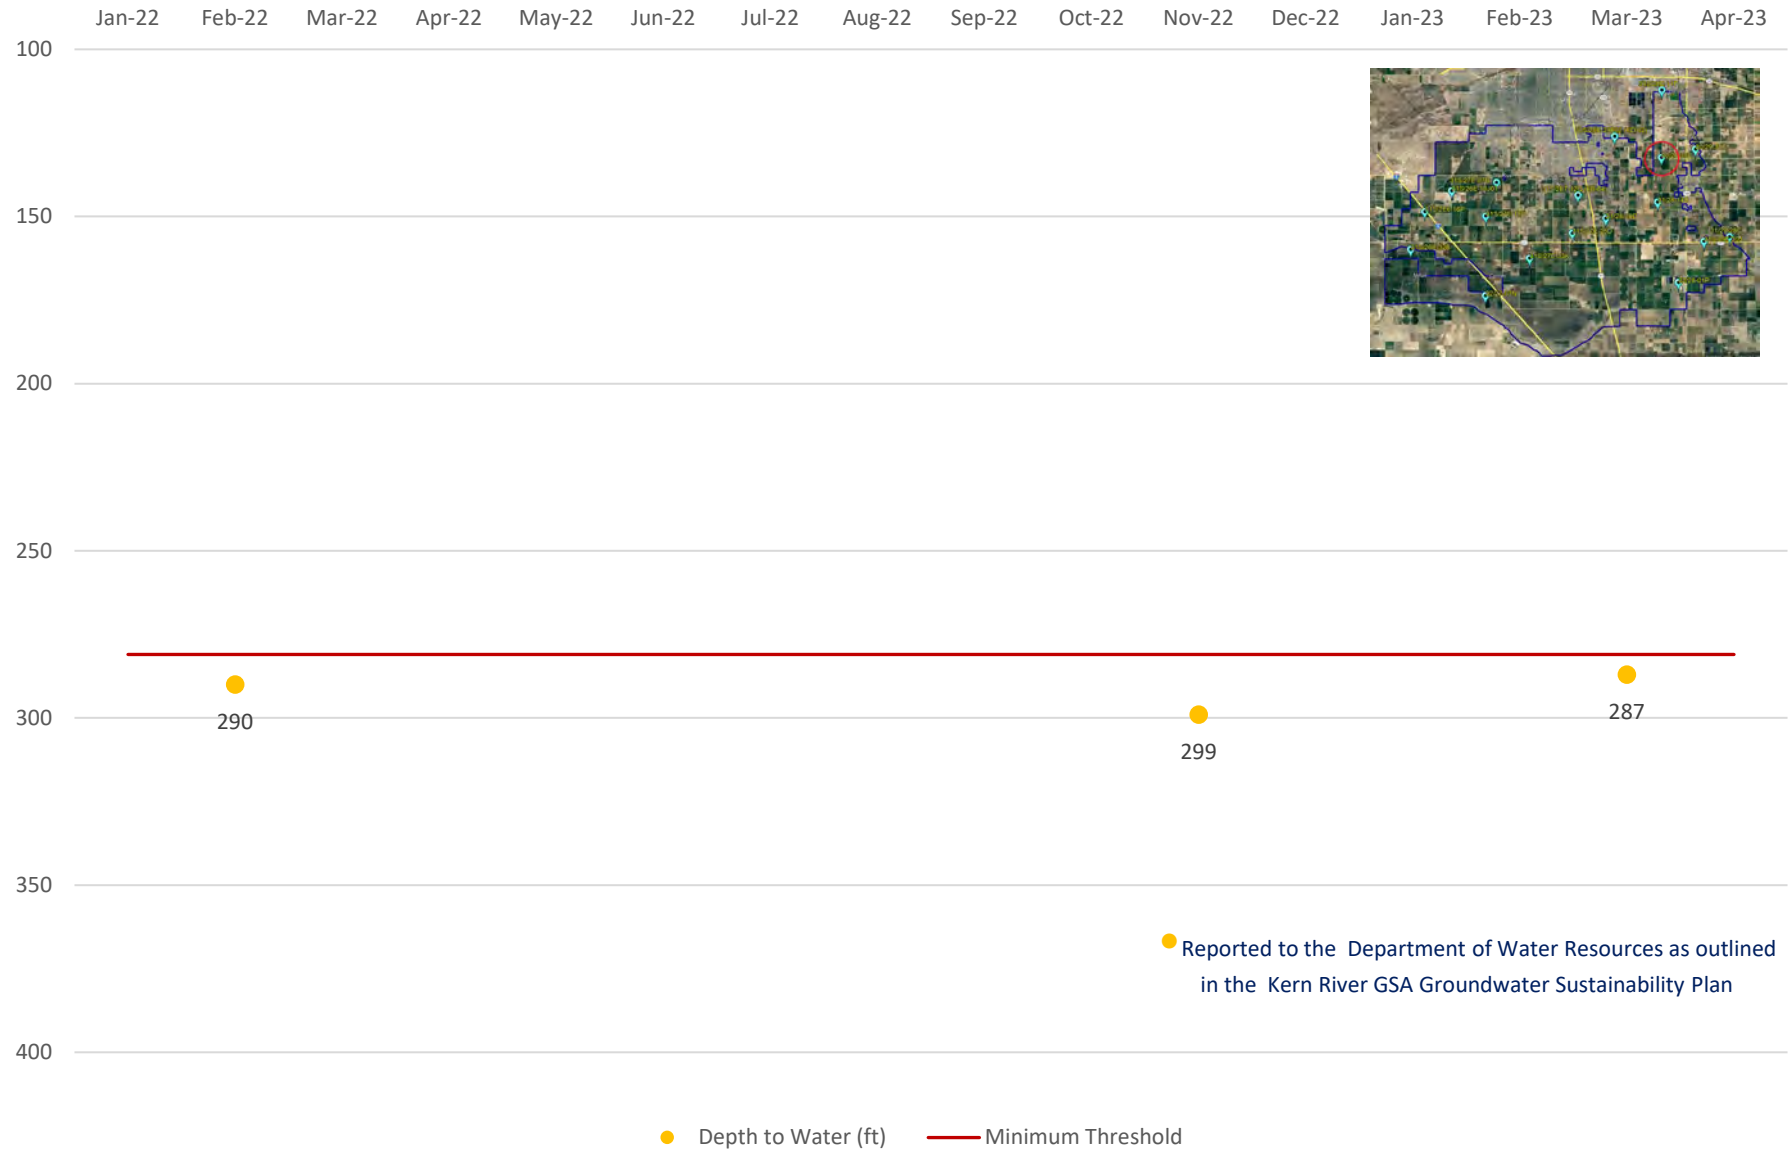 Jan-22 Feb-22 Mar-22 Apr-22 May-22 Jun-22 Jul-22 Aug-22 Sep-22 Oct-22 Nov-22 Dec-22 Jan-23 Feb-23 Mar-23 Apr-23
100
150
200
250
300
350
400
290
299
287
Reported to the Department of Water Resources as outlined
in the Kern River GSA Groundwater Sustainability Plan
Depth to Water (ft) Minimum Threshold